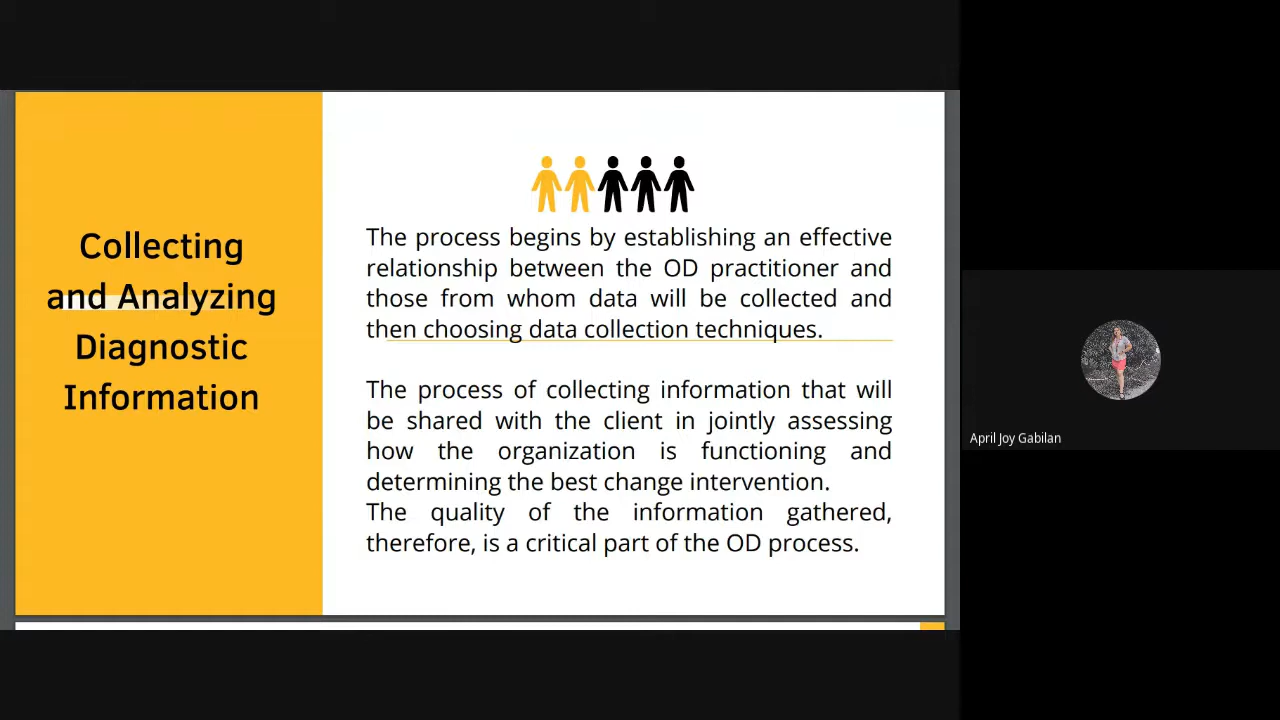 Collecting
and Analyzing
Diagnostic
Information
The process begins by establishing an effective
relationship between the OD practitioner and
those from whom data will be collected and
then choosing data collection techniques.
The process of collecting information that will
be shared with the client in jointly assessing
how the organization is functioning and
determining the best change intervention.
The quality of the information gathered,
therefore, is a critical part of the OD process.
April Joy Gabilan